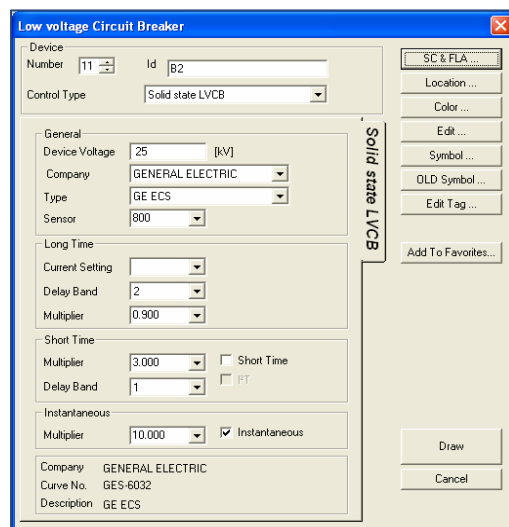 Low voltage Circuit Breaker
Device
Number 11 Id B2
Control Type Solid state LVCB
SC & FLA ...
Location ...
Color ...
Edit ...
Symbol ...
OLD Symbol ...
Edit Tag ...
Add To Favorites...
Draw
Cancel
Solid state LVCB
General
Device Voltage 25 [kV]
Company GENERAL ELECTRIC
Type GE ECS
Sensor 800
Long Time
Current Setting
Delay Band 2
Multiplier 0.900
Short Time
Multiplier 3.000 Short Time
Delay Band 1 I²T
Instantaneous
Multiplier 10.000 Instantaneous
Company GENERAL ELECTRIC
Curve No. GES-6032
Description GE ECS